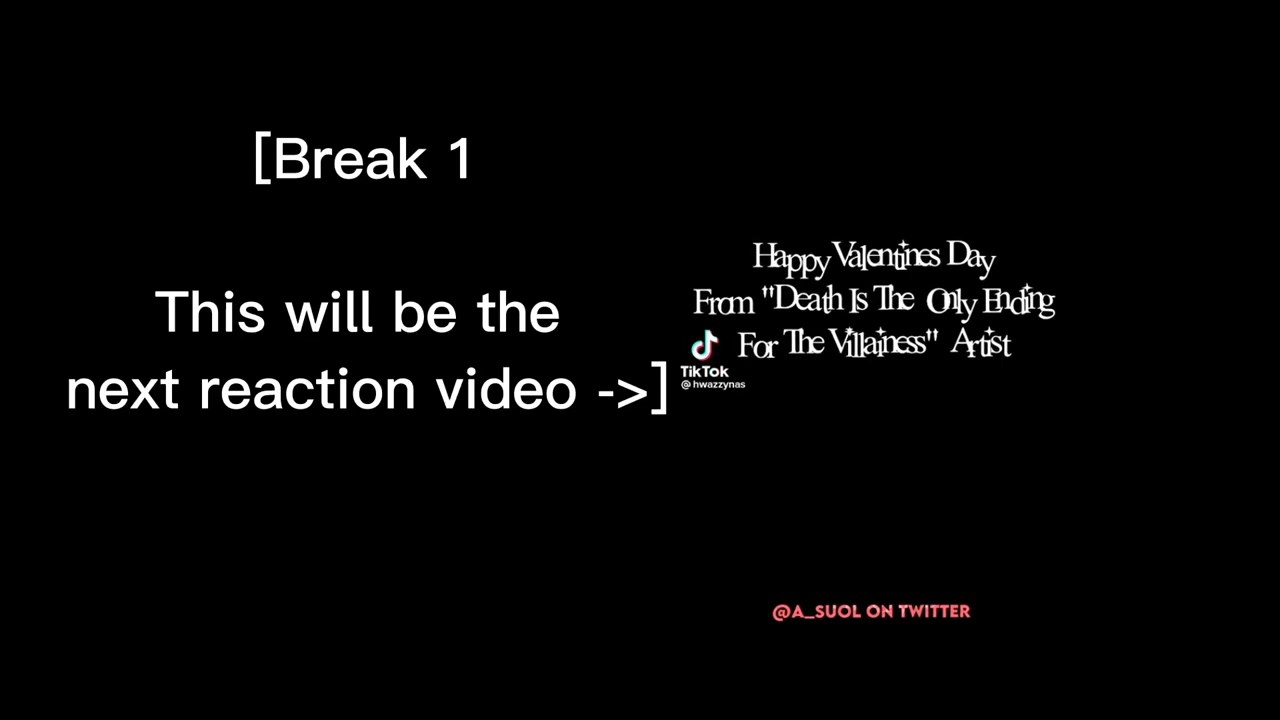 [Break 1
This will be the
next reaction video ->]
Happy Valentines Day
From "Death Is The Only Ending
For The Villainess" Artist
TikTok
@hwazzynas
@A_SUOL ON TWITTER